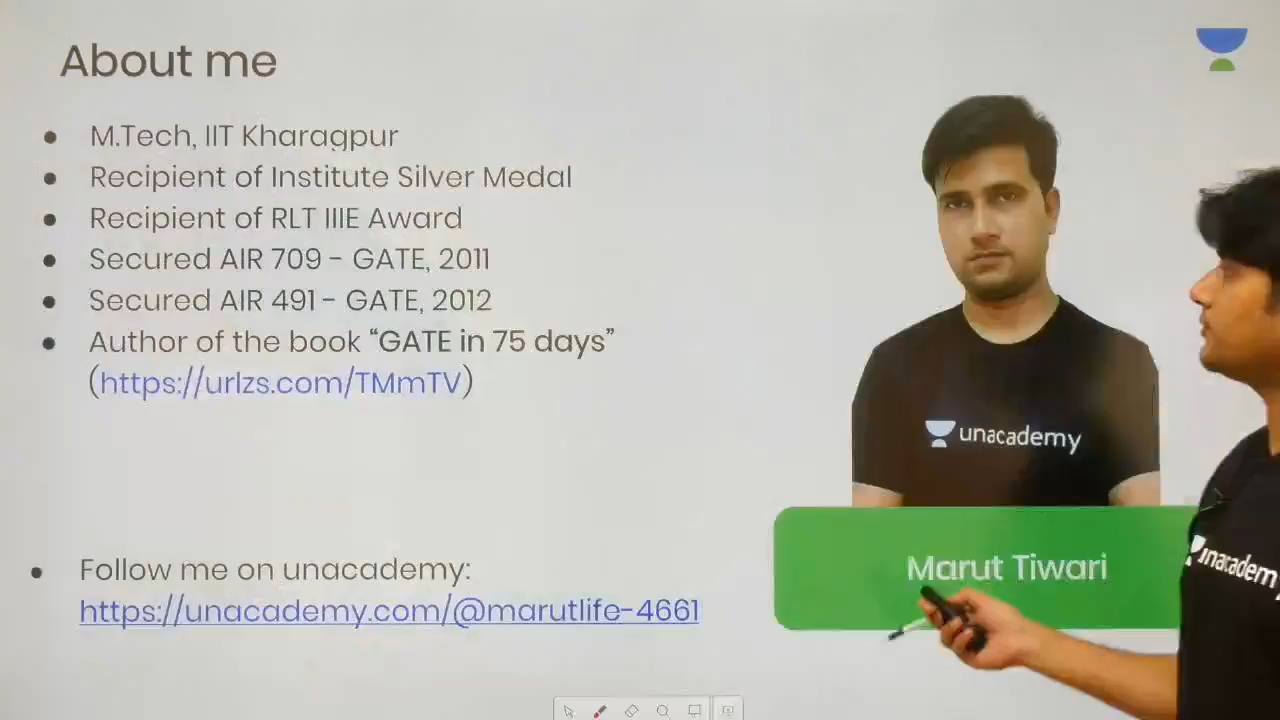 About me
• M.Tech, IIT Kharagpur
• Recipient of Institute Silver Medal
• Recipient of RLT IIIE Award
• Secured AIR 709 - GATE, 2011
• Secured AIR 491 - GATE, 2012
• Author of the book “GATE in 75 days”
(https://urlzs.com/TMmTV)
unacademy
Marut Tiwari
unacademy
• Follow me on unacademy:
https://unacademy.com/@marutlife-4661